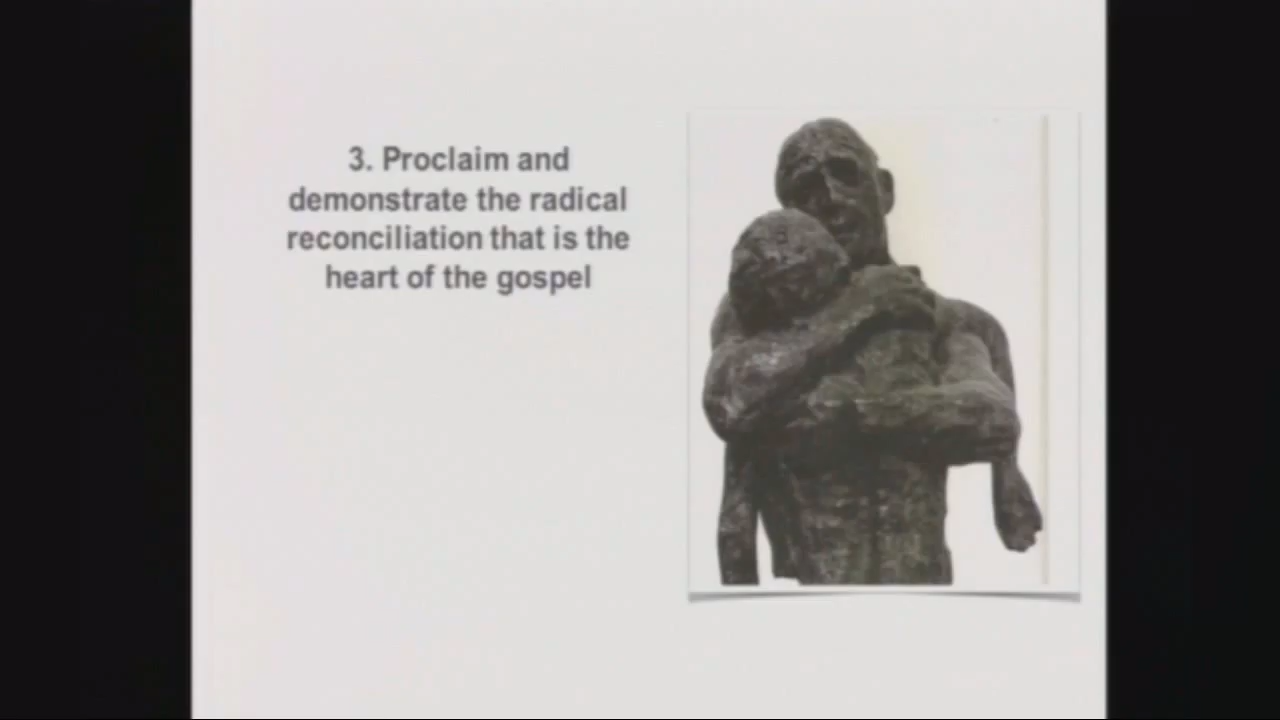 3. Proclaim and
demonstrate the radical
reconciliation that is the
heart of the gospel